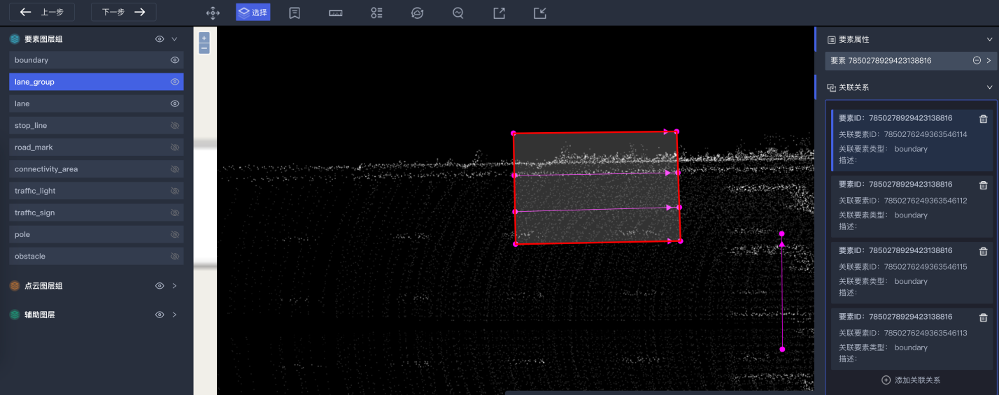 上一步
下一步
选择
要素图层组
boundary
lane_group
lane
stop_line
road_mark
connectivity_area
traffic_light
traffic_sign
pole
obstacle
点云图层组
辅助图层
+
−
要素属性
要素 7850278929423138816
关联关系
要素ID：7850278929423138816
关联要素ID：7850276249363546114
关联要素类型： boundary
描述：
要素ID：7850278929423138816
关联要素ID：7850276249363546112
关联要素类型： boundary
描述：
要素ID：7850278929423138816
关联要素ID：7850276249363546115
关联要素类型： boundary
描述：
要素ID：7850278929423138816
关联要素ID：7850276249363546113
关联要素类型： boundary
描述：
添加关联关系